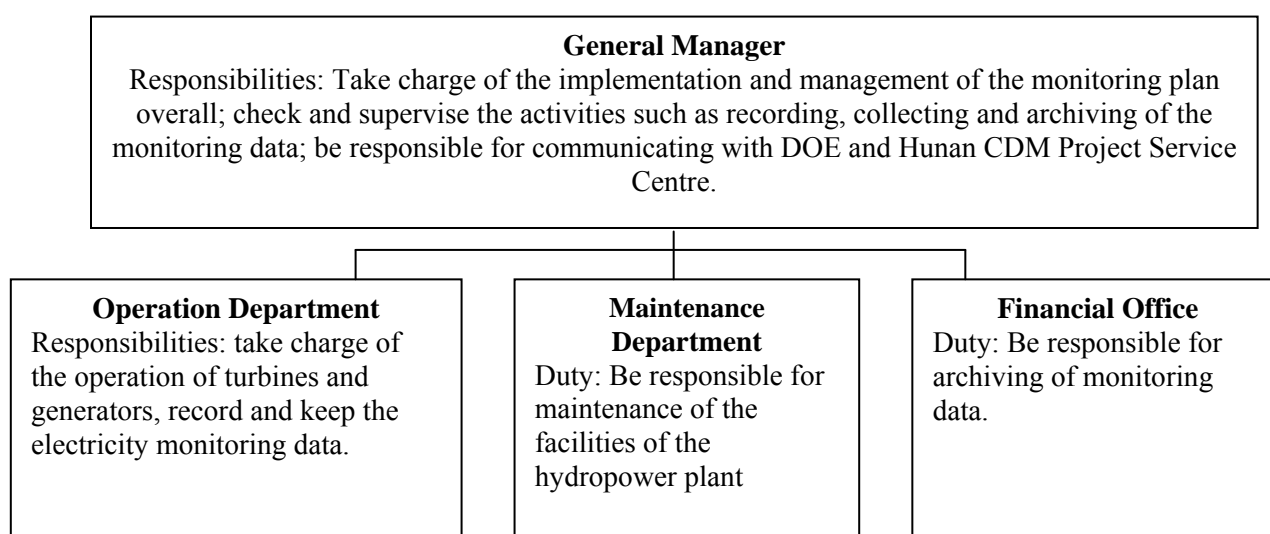 General Manager
Responsibilities: Take charge of the implementation and management of the monitoring plan
overall; check and supervise the activities such as recording, collecting and archiving of the
monitoring data; be responsible for communicating with DOE and Hunan CDM Project Service
Centre.
Operation Department
Responsibilities: take charge of
the operation of turbines and
generators, record and keep the
electricity monitoring data.
Maintenance
Department
Duty: Be responsible for
maintenance of the
facilities of the
hydropower plant
Financial Office
Duty: Be responsible for
archiving of monitoring
data.